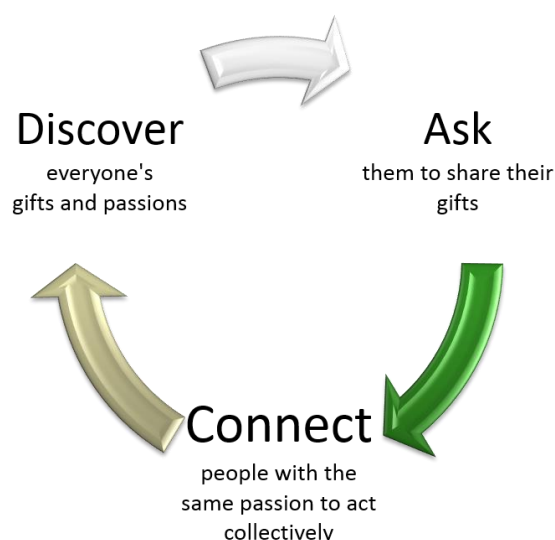 Discover
everyone's
gifts and passions
Ask
them to share their
gifts
Connect
people with the
same passion to act
collectively